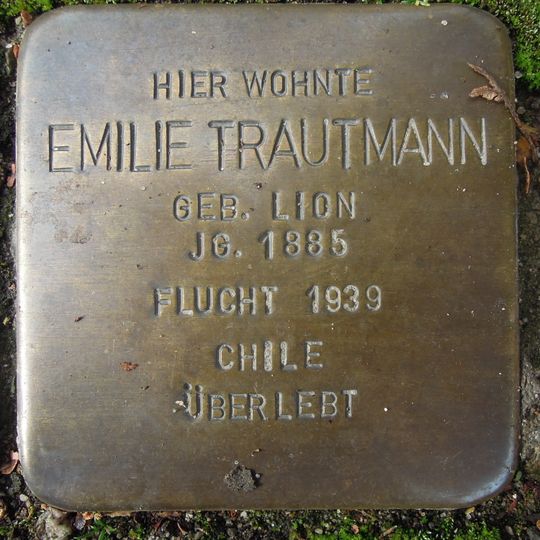 HIER WOHNTE
EMILIE TRAUTMANN
GEB. LION
JG. 1885
FLUCHT 1939
CHILE
ÜBERLEBT